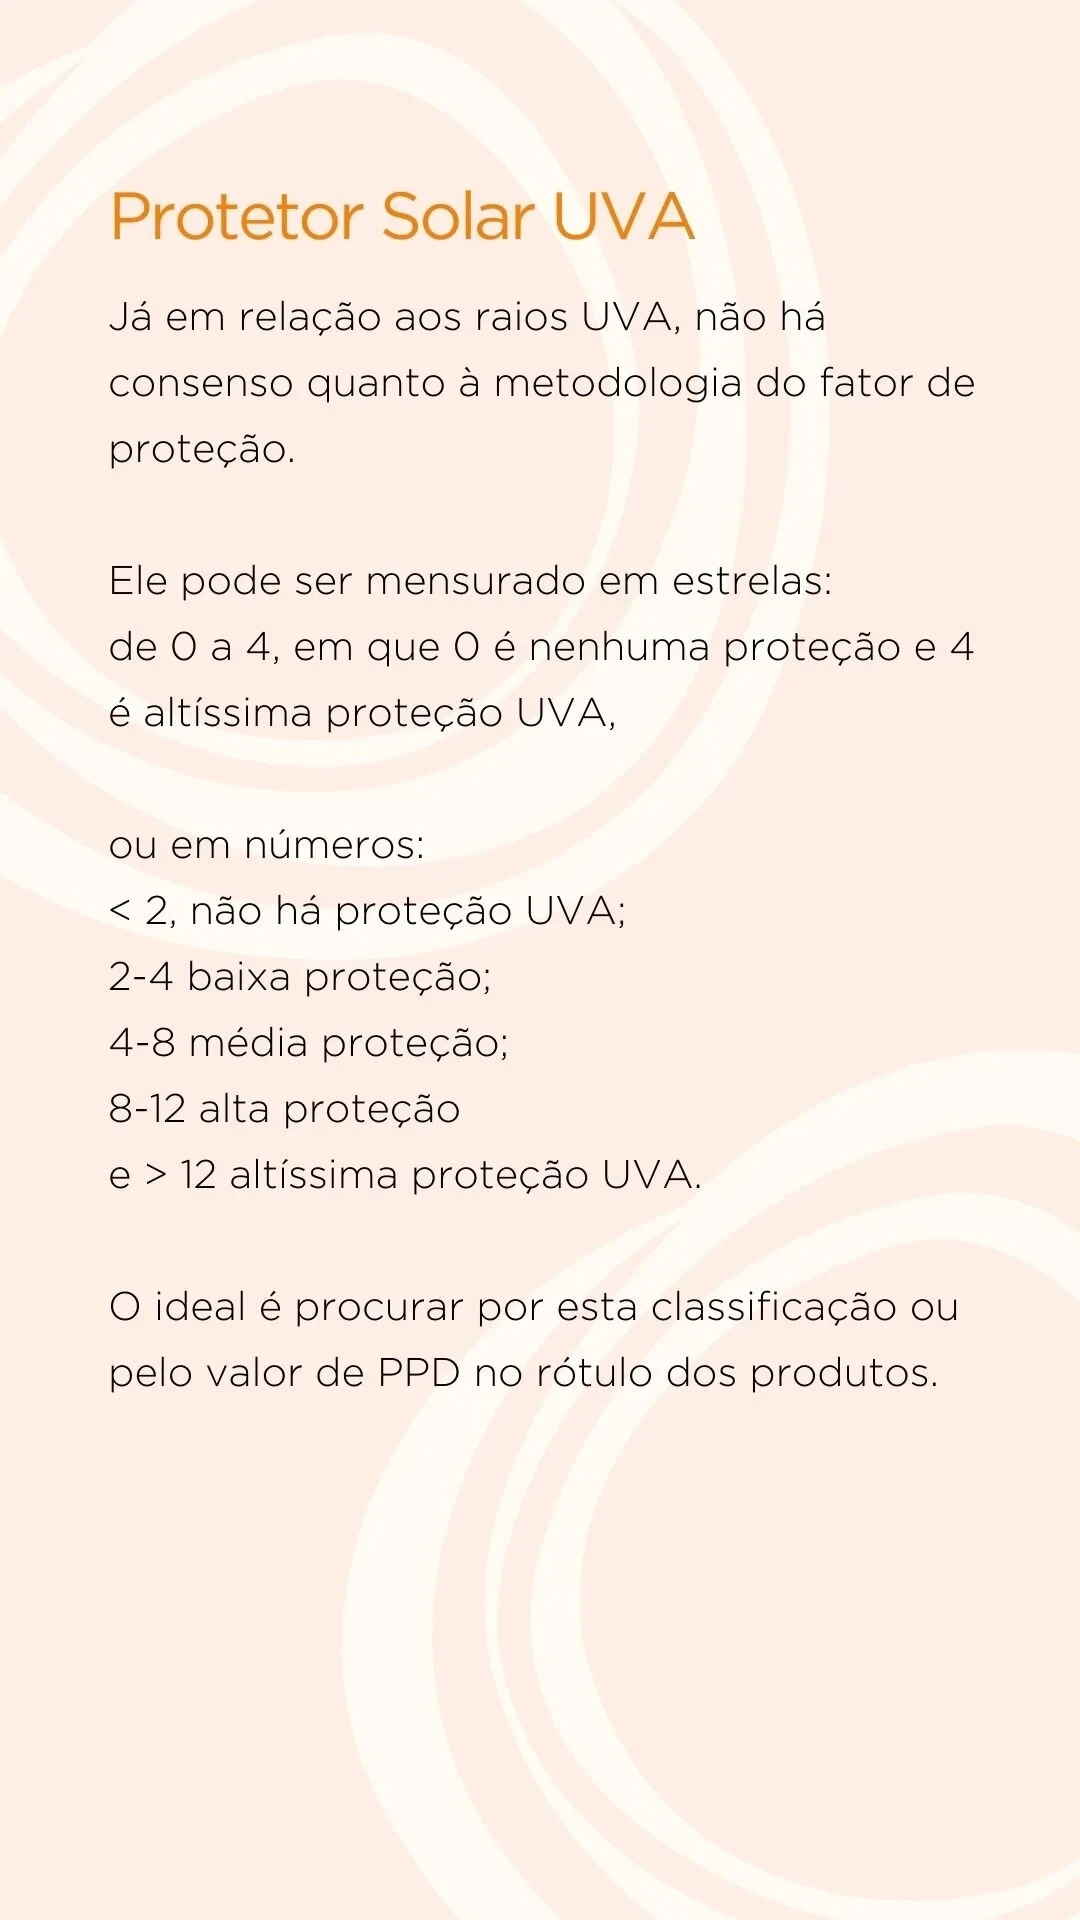 Protetor Solar UVA
Já em relação aos raios UVA, não há
consenso quanto à metodologia do fator de
proteção.
Ele pode ser mensurado em estrelas:
de 0 a 4, em que 0 é nenhuma proteção e 4
é altíssima proteção UVA,
ou em números:
< 2, não há proteção UVA;
2-4 baixa proteção;
4-8 média proteção;
8-12 alta proteção
e > 12 altíssima proteção UVA.
O ideal é procurar por esta classificação ou
pelo valor de PPD no rótulo dos produtos.